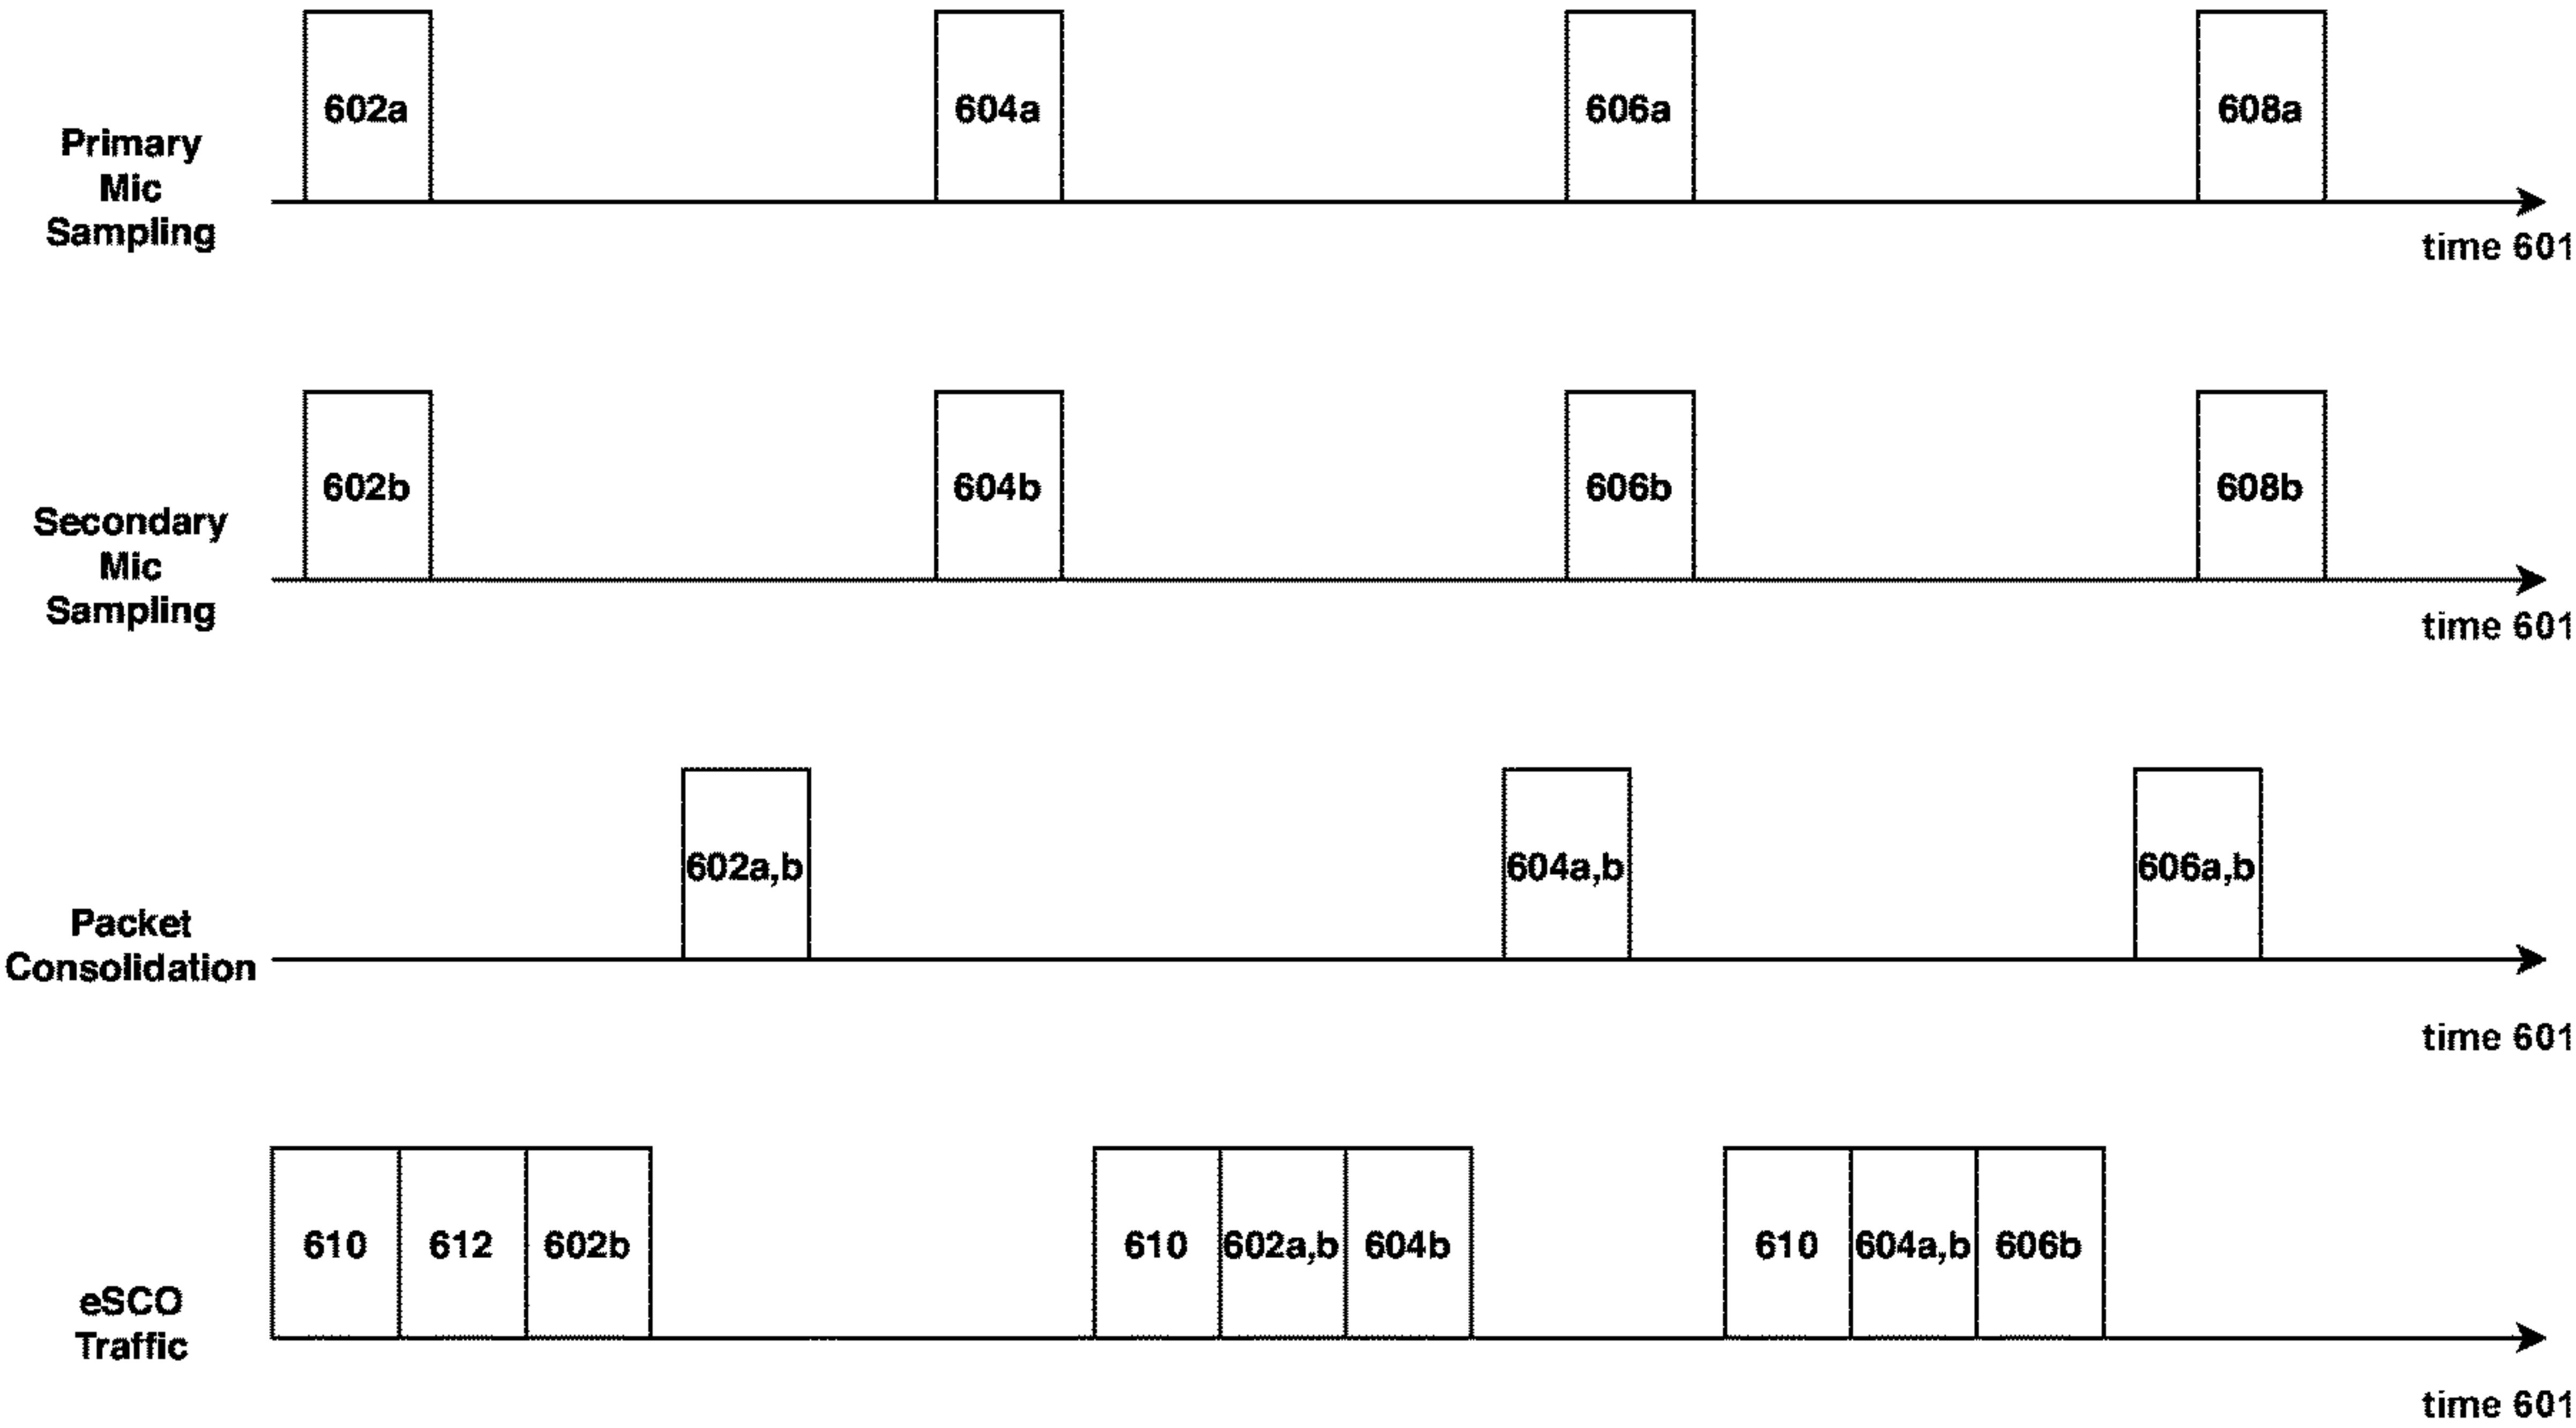 602a
604a
606a
608a
Primary
Mic
Sampling
time 601
602b
604b
606b
608b
Secondary
Mic
Sampling
time 601
602a,b
604a,b
606a,b
Packet
Consolidation
time 601
610
612
602b
610
602a,b
604b
610
604a,b
606b
eSCO
Traffic
time 601